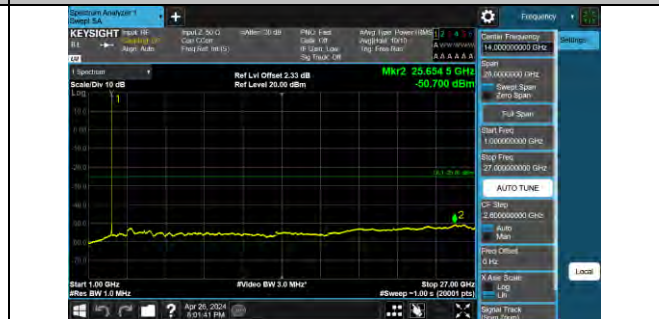 Spectrum Analyzer 1
Swept SA
Frequency
KEYSIGHT
Input: RF
Align: Auto
Input Z: 50 Ω
Corr CCorr
Freq Ref: Int (S)
#Atten: 30 dB
PNO: Fast
Gate: Off
IF Gain: Low
Sig Track: Off
#Avg Type: Power (RMS)
Avg|Hold: 10/10
Trig: Free Run
1 Spectrum
Scale/Div 10 dB
Log
Ref Lvl Offset 2.33 dB
Ref Level 20.00 dBm
Mkr2 25.654 5 GHz
-50.700 dBm
1
2
Start 1.00 GHz
#Res BW 1.0 MHz
#Video BW 3.0 MHz*
Stop 27.00 GHz
#Sweep ~1.00 s (20001 pts)
Center Frequency
14.000000000 GHz
Settings
Span
26.0000000 GHz
Swept Span
Zero Span
Full Span
Start Freq
1.000000000 GHz
Stop Freq
27.000000000 GHz
AUTO TUNE
CF Step
2.600000000 GHz
Auto
Man
Freq Offset
0 Hz
X Axis Scale
Log
Lin
Signal Track
(Span Zoom)
Local
Apr 26, 2024
6:01:41 PM